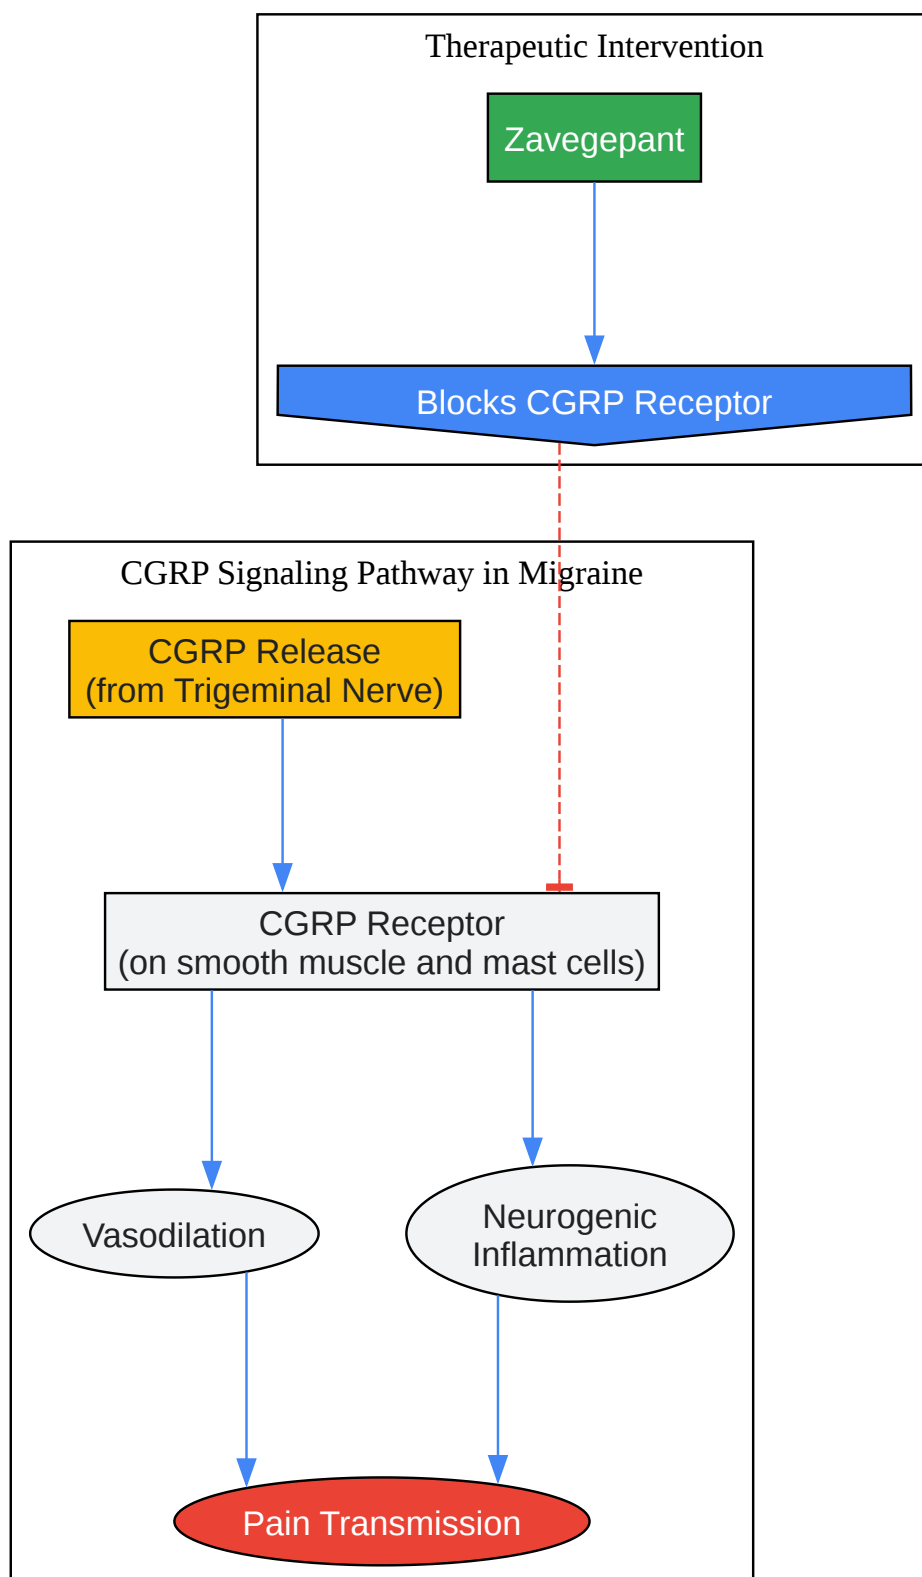 Therapeutic Intervention
Zavegepant
Blocks CGRP Receptor
CGRP Signaling Pathway in Migraine
CGRP Release
(from Trigeminal Nerve)
CGRP Receptor
(on smooth muscle and mast cells)
Vasodilation
Neurogenic
Inflammation
Pain Transmission